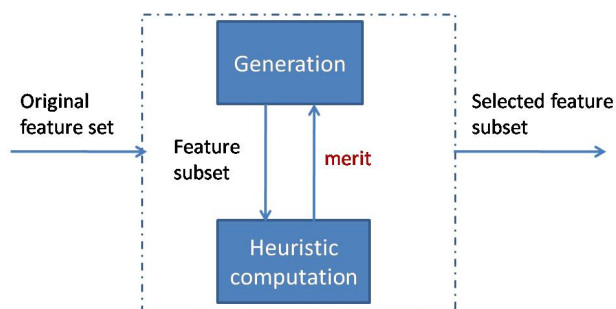 Generation
Original
feature set
Selected feature
subset
Feature
subset
merit
Heuristic
computation